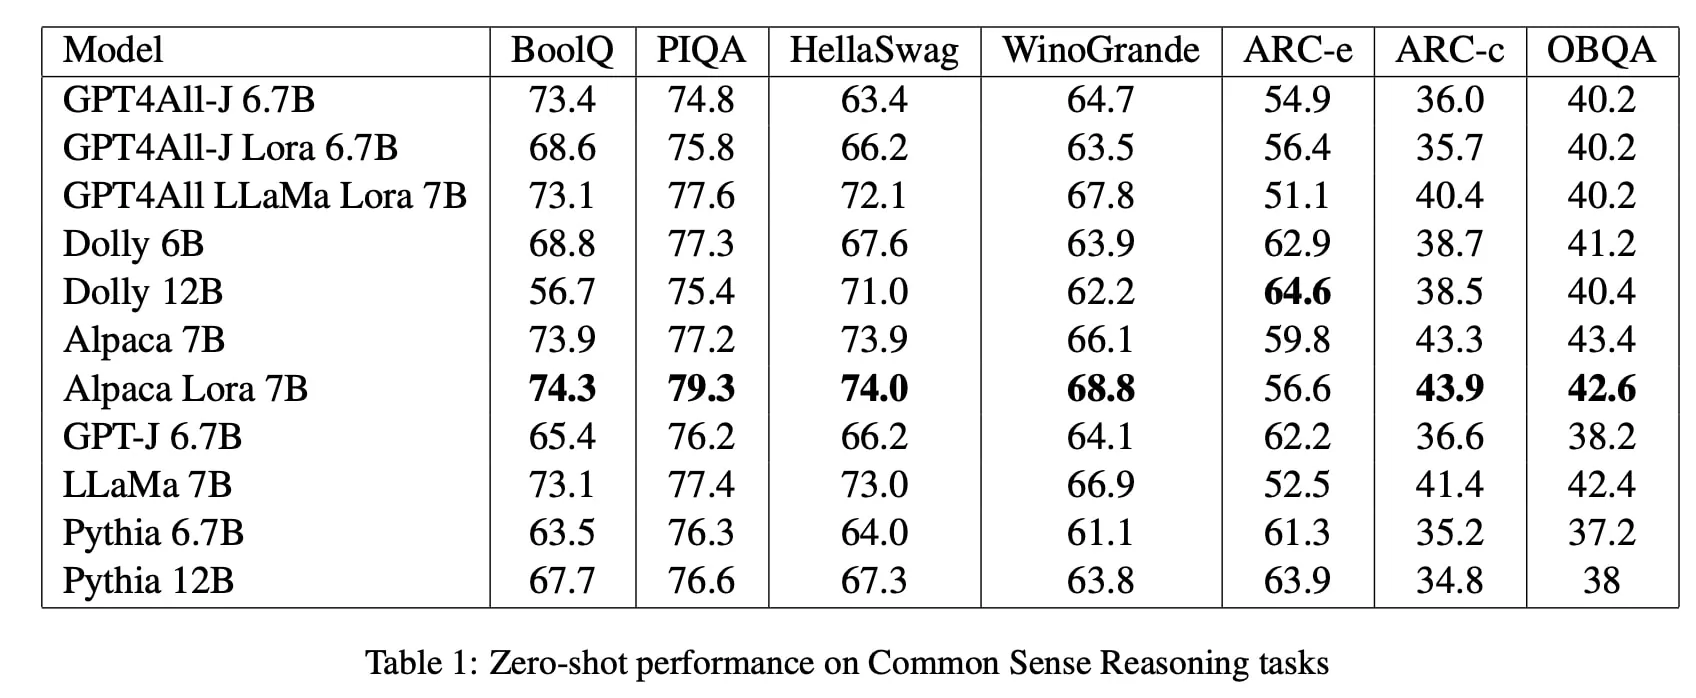 Model BoolQ PIQA HellaSwag WinoGrande ARC-e ARC-c OBQA
GPT4All-J 6.7B 73.4 74.8 63.4 64.7 54.9 36.0 40.2
GPT4All-J Lora 6.7B 68.6 75.8 66.2 63.5 56.4 35.7 40.2
GPT4All LLaMa Lora 7B 73.1 77.6 72.1 67.8 51.1 40.4 40.2
Dolly 6B 68.8 77.3 67.6 63.9 62.9 38.7 41.2
Dolly 12B 56.7 75.4 71.0 62.2 64.6 38.5 40.4
Alpaca 7B 73.9 77.2 73.9 66.1 59.8 43.3 43.4
Alpaca Lora 7B 74.3 79.3 74.0 68.8 56.6 43.9 42.6
GPT-J 6.7B 65.4 76.2 66.2 64.1 62.2 36.6 38.2
LLaMa 7B 73.1 77.4 73.0 66.9 52.5 41.4 42.4
Pythia 6.7B 63.5 76.3 64.0 61.1 61.3 35.2 37.2
Pythia 12B 67.7 76.6 67.3 63.8 63.9 34.8 38
Table 1: Zero-shot performance on Common Sense Reasoning tasks